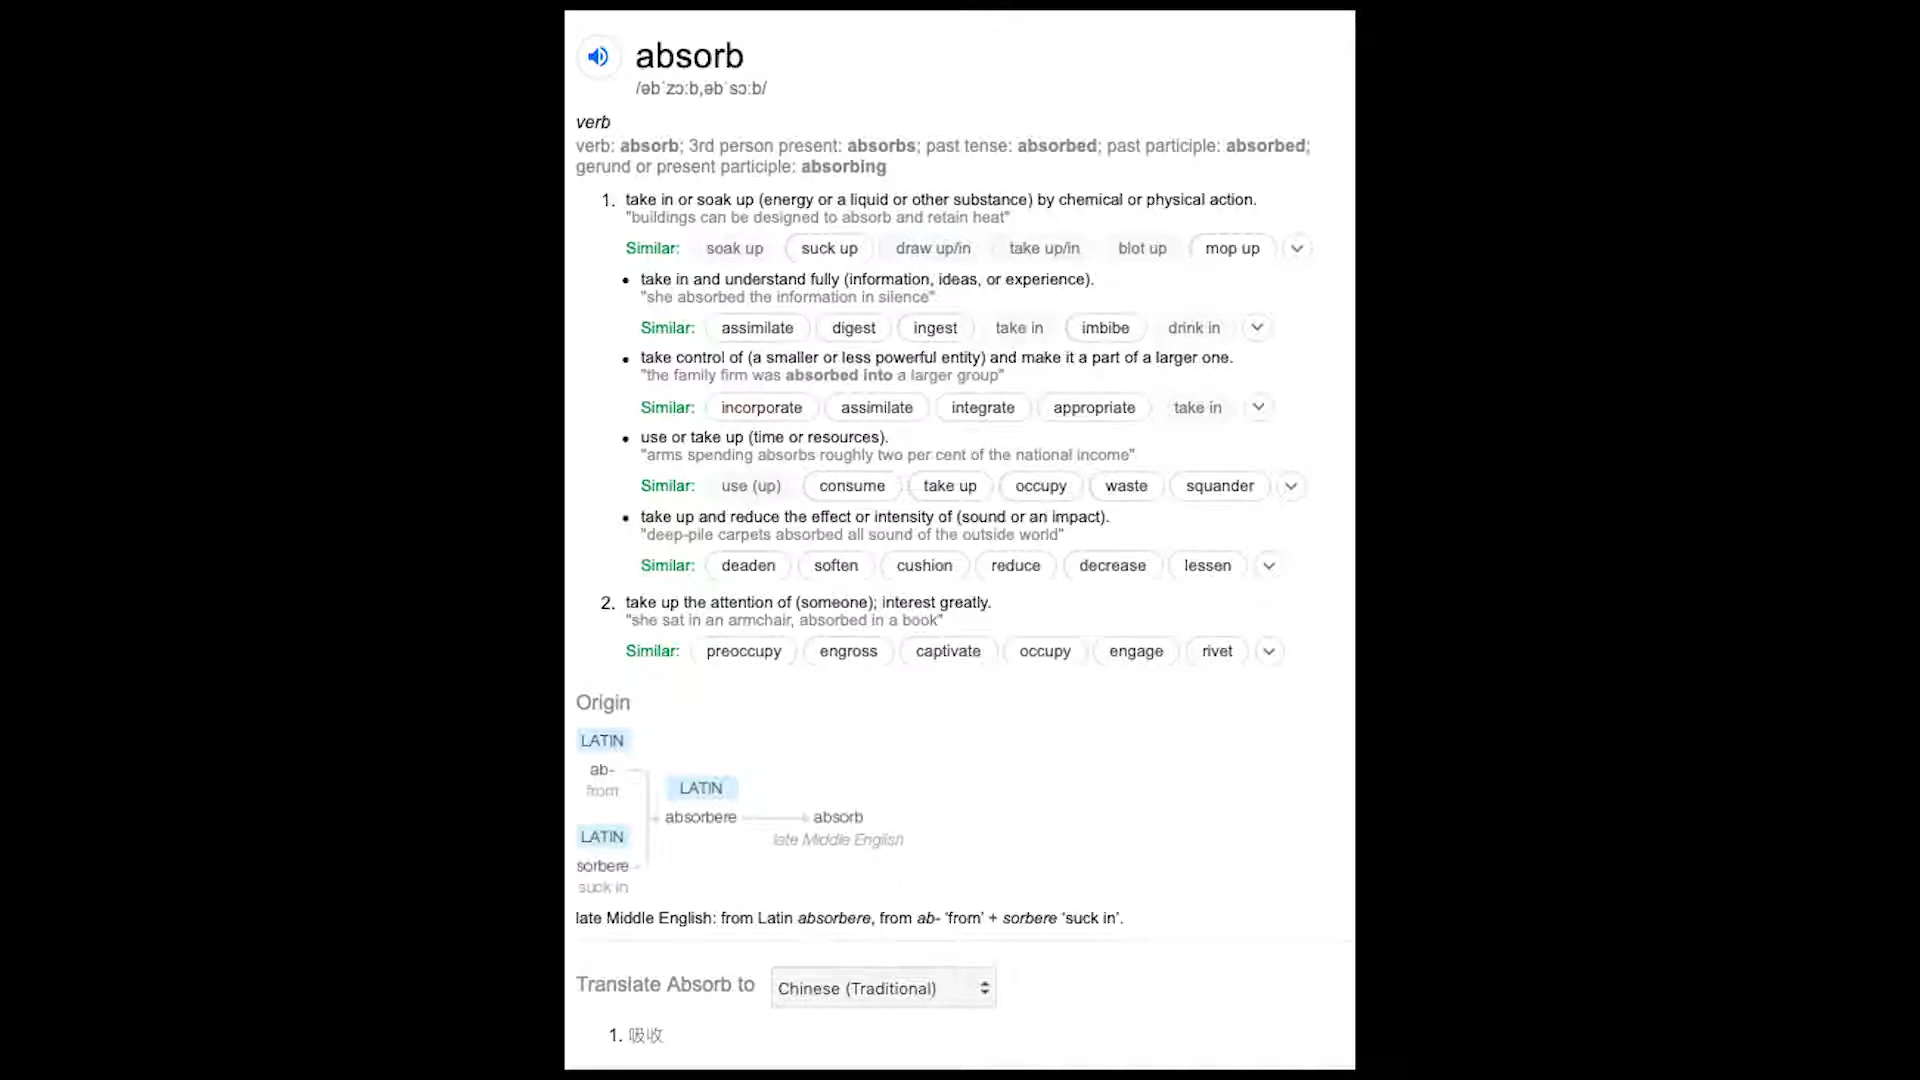 absorb
/əbˈzɔːb,əbˈsɔːb/
verb
verb: absorb; 3rd person present: absorbs; past tense: absorbed; past participle: absorbed;
gerund or present participle: absorbing
1. take in or soak up (energy or a liquid or other substance) by chemical or physical action.
"buildings can be designed to absorb and retain heat"
Similar: soak up suck up draw up/in take up/in blot up mop up
• take in and understand fully (information, ideas, or experience).
"she absorbed the information in silence"
Similar: assimilate digest ingest take in imbibe drink in
• take control of (a smaller or less powerful entity) and make it a part of a larger one.
"the family firm was absorbed into a larger group"
Similar: incorporate assimilate integrate appropriate take in
• use or take up (time or resources).
"arms spending absorbs roughly two per cent of the national income"
Similar: use (up) consume take up occupy waste squander
• take up and reduce the effect or intensity of (sound or an impact).
"deep-pile carpets absorbed all sound of the outside world"
Similar: deaden soften cushion reduce decrease lessen
2. take up the attention of (someone); interest greatly.
"she sat in an armchair, absorbed in a book"
Similar: preoccupy engross captivate occupy engage rivet
Origin
LATIN
ab-
from
LATIN
absorbere absorb
late Middle English
LATIN
sorbere
suck in
late Middle English: from Latin absorbere, from ab- ‘from’ + sorbere ‘suck in’.
Translate Absorb to Chinese (Traditional)
1. 吸收